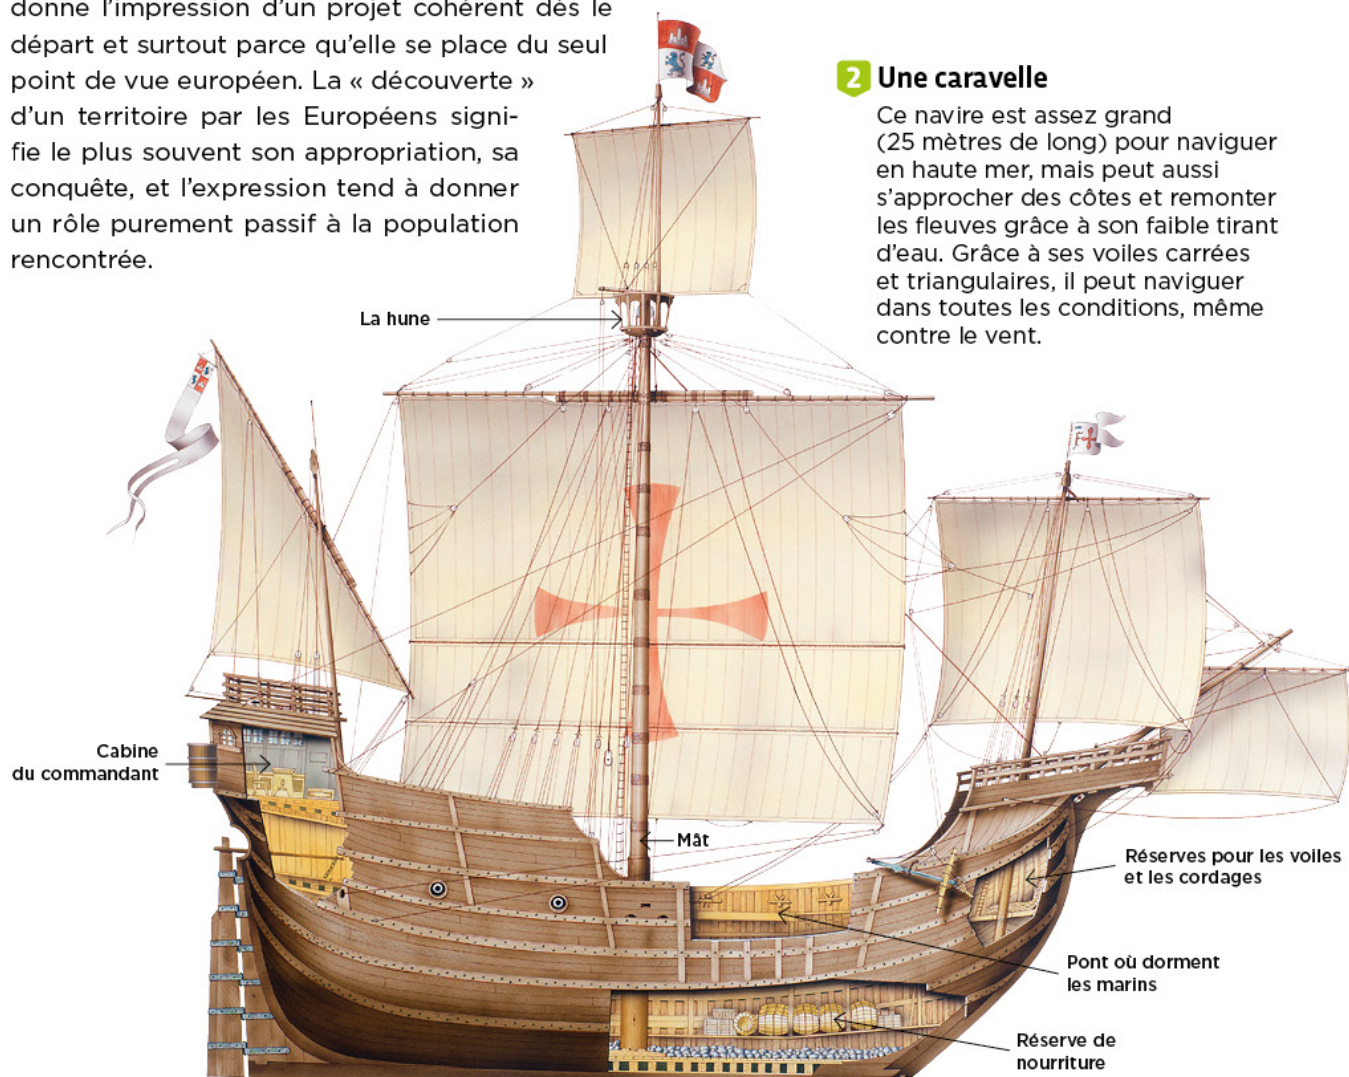 donne l'impression d'un projet cohérent dès le
départ et surtout parce qu'elle se place du seul
point de vue européen. La « découverte »
d'un territoire par les Européens signi-
fie le plus souvent son appropriation, sa
conquête, et l'expression tend à donner
un rôle purement passif à la population
rencontrée.
2 Une caravelle
Ce navire est assez grand
(25 mètres de long) pour naviguer
en haute mer, mais peut aussi
s'approcher des côtes et remonter
les fleuves grâce à son faible tirant
d'eau. Grâce à ses voiles carrées
et triangulaires, il peut naviguer
dans toutes les conditions, même
contre le vent.
La hune
Cabine
du commandant
Mât
Réserves pour les voiles
et les cordages
Pont où dorment
les marins
Réserve de
nourriture